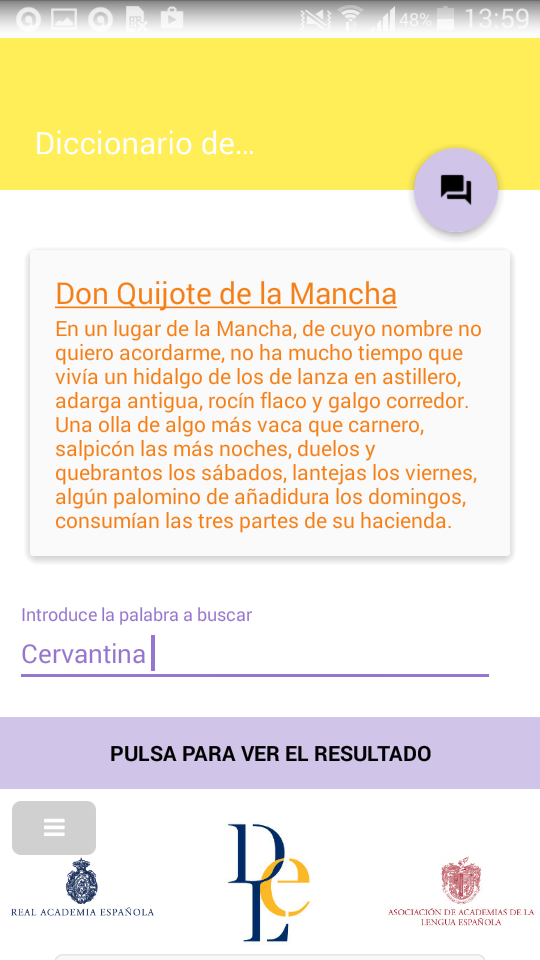 48% 13:59
Diccionario de...
Don Quijote de la Mancha
En un lugar de la Mancha, de cuyo nombre no
quiero acordarme, no ha mucho tiempo que
vivía un hidalgo de los de lanza en astillero,
adarga antigua, rocín flaco y galgo corredor.
Una olla de algo más vaca que carnero,
salpicón las más noches, duelos y
quebrantos los sábados, lantejas los viernes,
algún palomino de añadidura los domingos,
consumían las tres partes de su hacienda.
Introduce la palabra a buscar
Cervantina
PULSA PARA VER EL RESULTADO
DLe
REAL ACADEMIA ESPAÑOLA
ASOCIACIÓN DE ACADEMIAS DE LA
LENGUA ESPAÑOLA